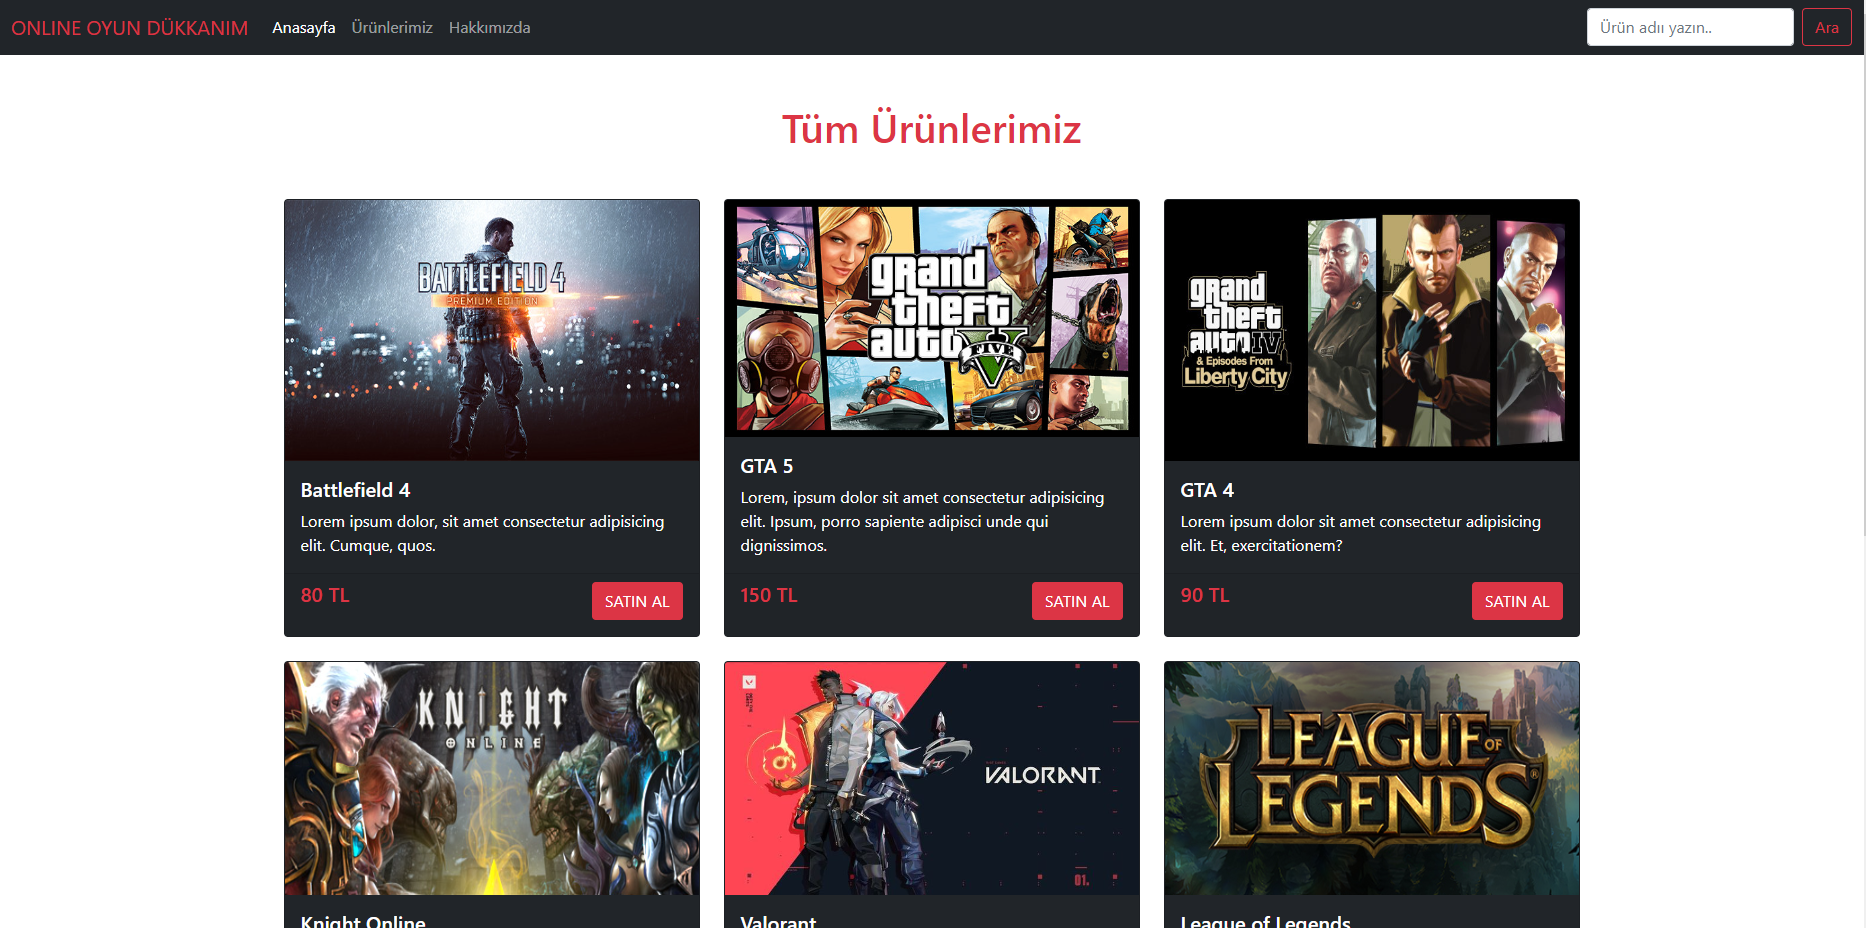 ONLINE OYUN DÜKKANIM
Anasayfa
Ürünlerimiz
Hakkımızda
Ürün adıı yazın..
Ara
Tüm Ürünlerimiz
BATTLEFIELD 4
PREMIUM EDITION
grand
theft
auto V
FIVE
grand
theft
auto IV
& Episodes From
Liberty City
Battlefield 4
Lorem ipsum dolor, sit amet consectetur adipisicing
elit. Cumque, quos.
80 TL
SATIN AL
GTA 5
Lorem, ipsum dolor sit amet consectetur adipisicing
elit. Ipsum, porro sapiente adipisci unde qui
dignissimos.
150 TL
SATIN AL
GTA 4
Lorem ipsum dolor sit amet consectetur adipisicing
elit. Et, exercitationem?
90 TL
SATIN AL
KNIGHT
ONLINE
VALORANT
01.
LEAGUE OF
LEGENDS
Knight Online
Valorant
League of Legends